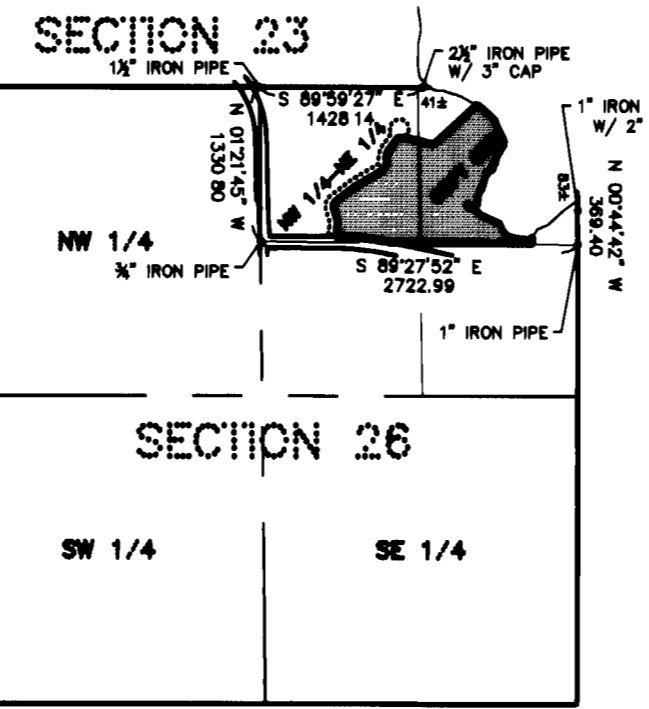 SECTION 23
1½" IRON PIPE
2½" IRON PIPE
W/ 3" CAP
S 89°59'27" E
1428 14
41±
1" IRON
W/ 2"
N 01°21'45" W
1330 80
NW 1/4-NE 1/4
83±
N 00°44'42" W
369.40
NW 1/4
¾" IRON PIPE
S 89°27'52" E
2722.99
1" IRON PIPE
SECTION 26
SW 1/4
SE 1/4